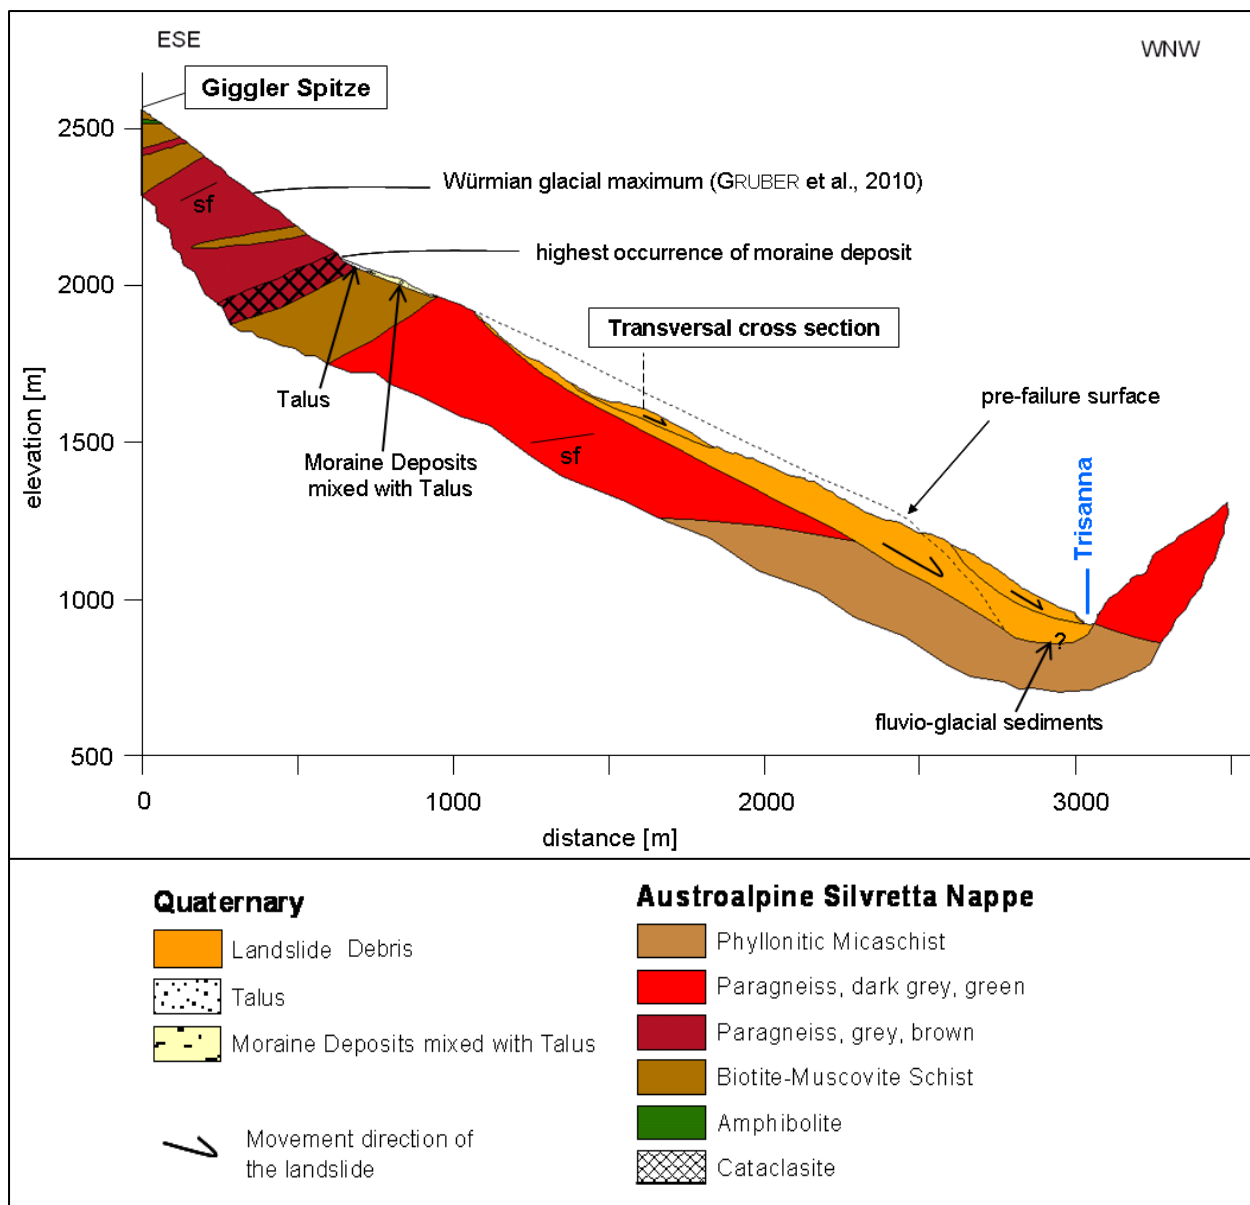 ESE
WNW
Giggler Spitze
2500
Würmian glacial maximum (GRUBER et al., 2010)
sf
highest occurrence of moraine deposit
2000
Transversal cross section
Talus
pre-failure surface
1500
sf
Moraine Deposits
mixed with Talus
elevation [m]
Trisanna
1000
?
fluvio-glacial sediments
500
0
1000
2000
3000
distance [m]
Quaternary
Landslide Debris
Talus
Moraine Deposits mixed with Talus
Movement direction of
the landslide
Austroalpine Silvretta Nappe
Phyllonitic Micaschist
Paragneiss, dark grey, green
Paragneiss, grey, brown
Biotite-Muscovite Schist
Amphibolite
Cataclasite